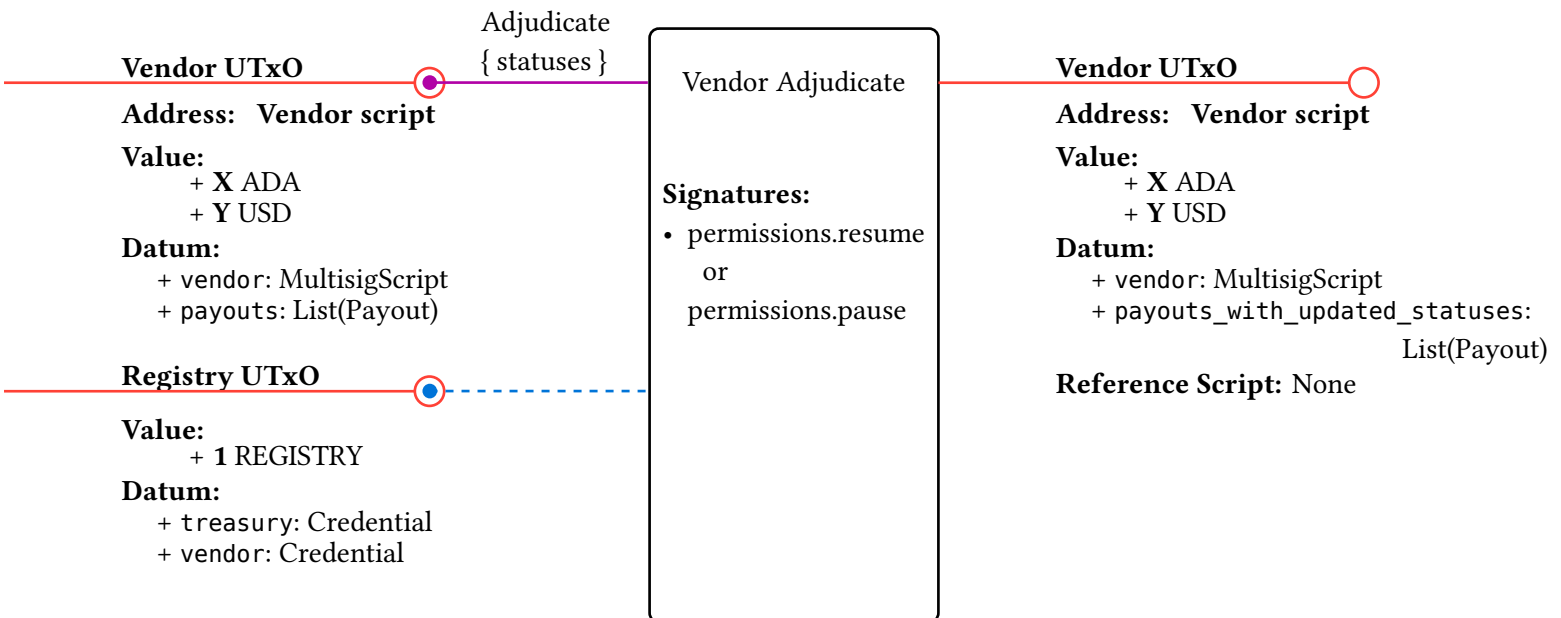 Adjudicate
{ statuses }
Vendor UTxO
Address: Vendor script
Value:
+ X ADA
+ Y USD
Datum:
+ vendor: MultisigScript
+ payouts: List(Payout)
Registry UTxO
Value:
+ 1 REGISTRY
Datum:
+ treasury: Credential
+ vendor: Credential
Vendor Adjudicate
Signatures:
• permissions.resume
or
permissions.pause
Vendor UTxO
Address: Vendor script
Value:
+ X ADA
+ Y USD
Datum:
+ vendor: MultisigScript
+ payouts_with_updated_statuses:
List(Payout)
Reference Script: None